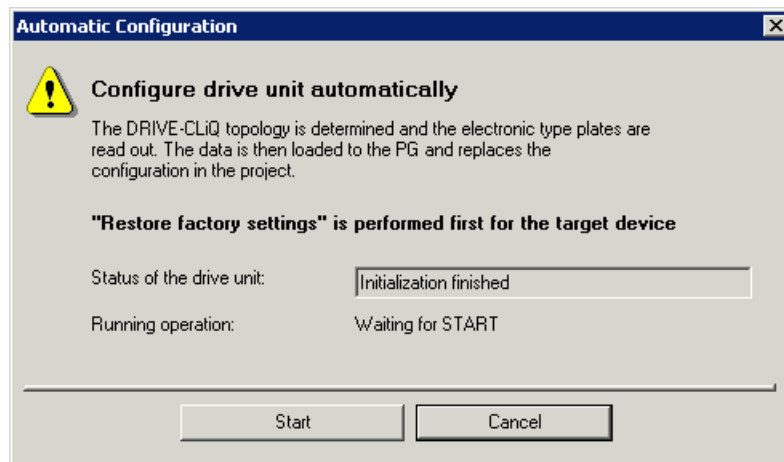 Automatic Configuration
Configure drive unit automatically
The DRIVE-CLiQ topology is determined and the electronic type plates are
read out. The data is then loaded to the PG and replaces the
configuration in the project.
"Restore factory settings" is performed first for the target device
Status of the drive unit: Initialization finished
Running operation: Waiting for START
Start Cancel